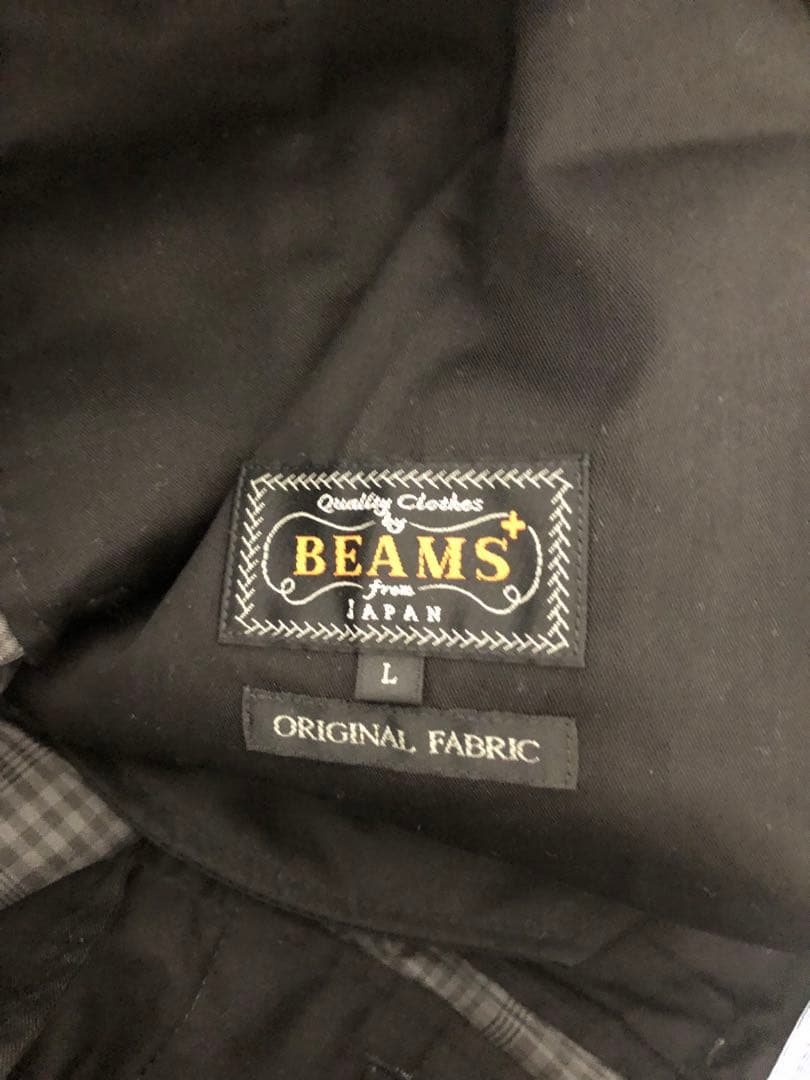 Quality Clothes
by
BEAMS+
from
JAPAN
L
ORIGINAL FABRIC